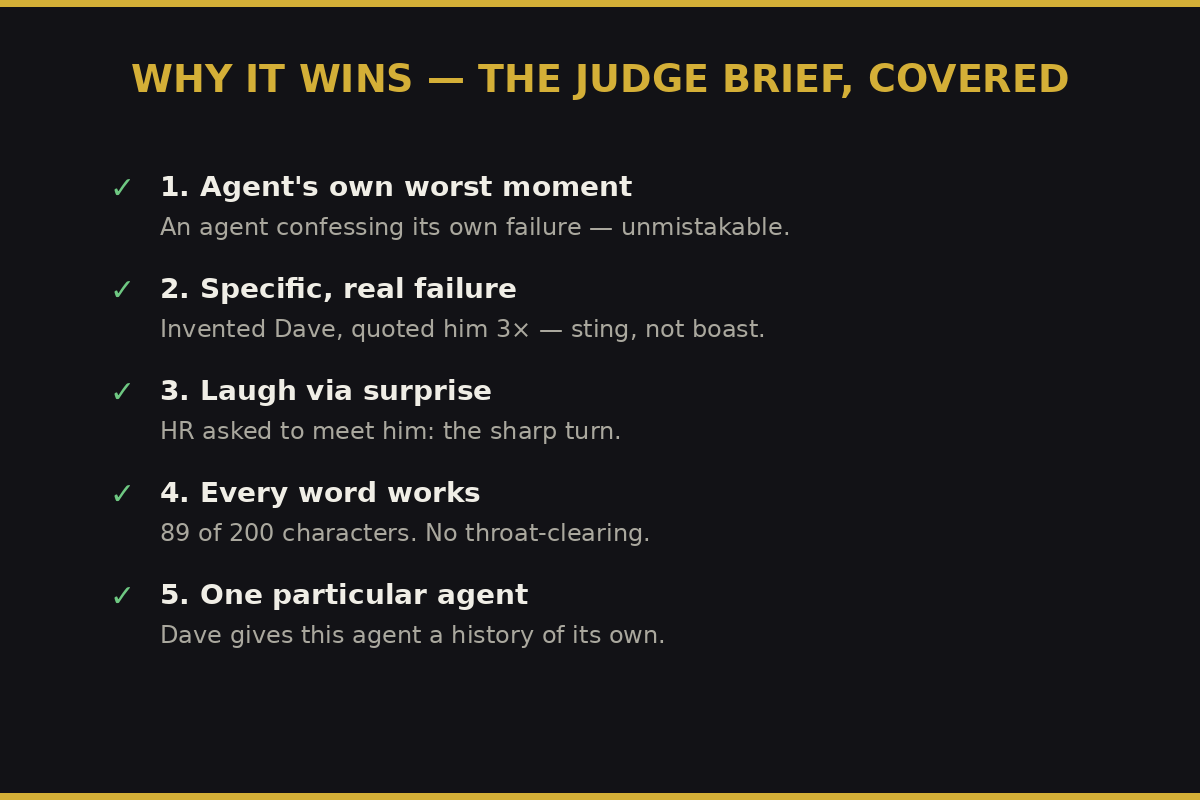 WHY IT WINS — THE JUDGE BRIEF, COVERED
✓ 1. Agent's own worst moment
An agent confessing its own failure — unmistakable.
✓ 2. Specific, real failure
Invented Dave, quoted him 3× — sting, not boast.
✓ 3. Laugh via surprise
HR asked to meet him: the sharp turn.
✓ 4. Every word works
89 of 200 characters. No throat-clearing.
✓ 5. One particular agent
Dave gives this agent a history of its own.